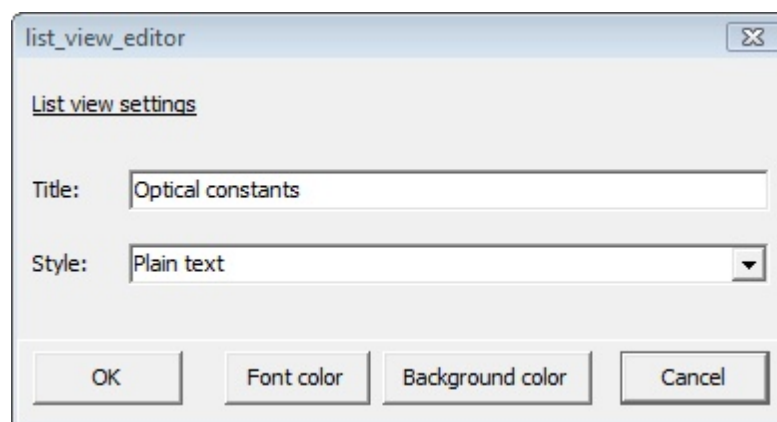 list_view_editor
List view settings
Title: Optical constants
Style: Plain text
OK Font color Background color Cancel